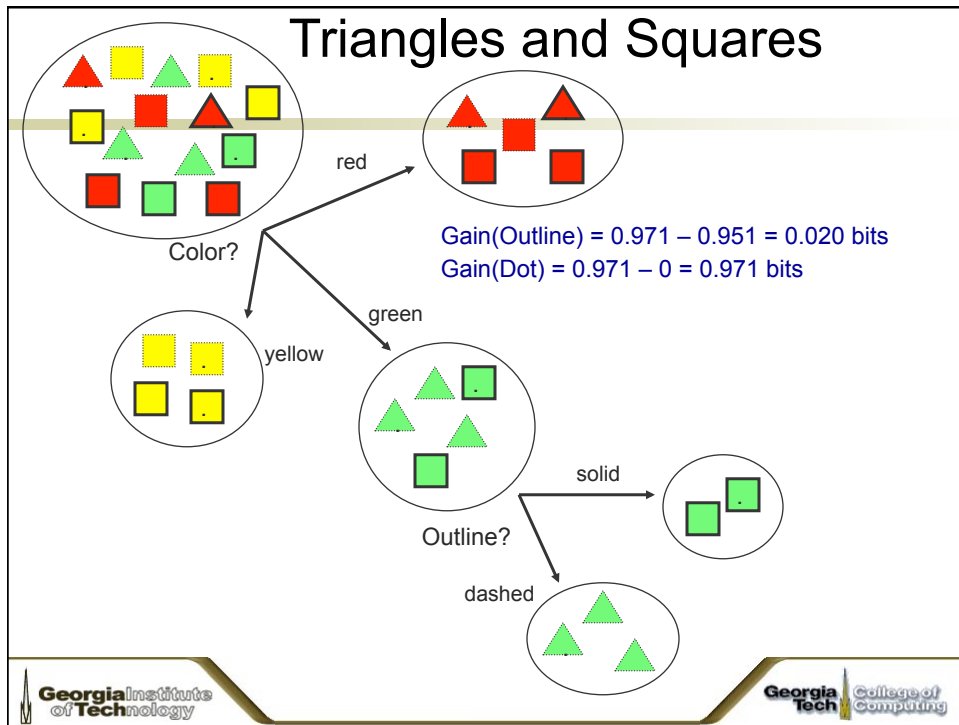 Triangles and Squares
red
Color?
Gain(Outline) = 0.971 – 0.951 = 0.020 bits
Gain(Dot) = 0.971 – 0 = 0.971 bits
green
yellow
solid
Outline?
dashed
Georgia Institute
of Technology
Georgia
Tech
College of
Computing